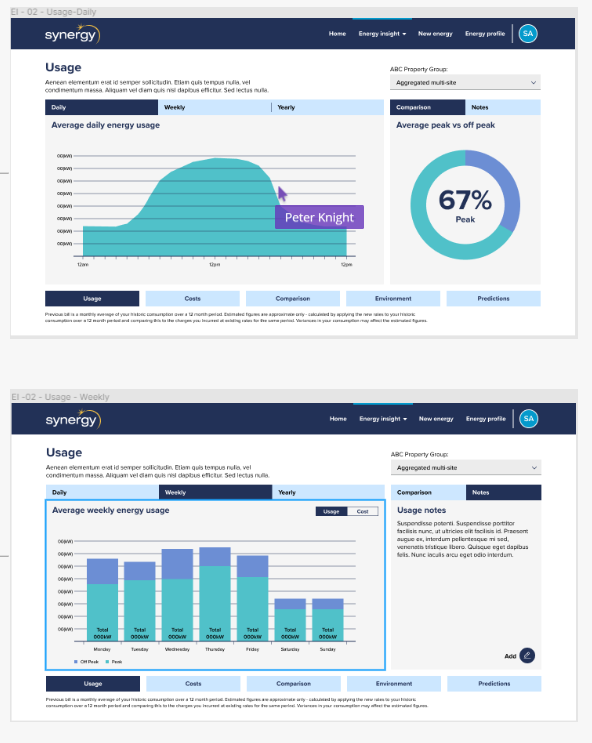 EI - 02 - Usage-Daily
synergy
Home
Energy insight
New energy
Energy profile
SA
Usage
Aenean elementum erat id semper sollicitudin. Etiam quis tempus nulla, vel
condimentum massa. Aliquam vel diam quis nisl dapibus efficitur. Sed lectus nulla.
ABC Property Group:
Aggregated multi-site
Daily
Weekly
Yearly
Comparison
Notes
Average daily energy usage
Average peak vs off peak
00(kW)
00(kW)
00(kW)
00(kW)
00(kW)
00(kW)
00(kW)
00(kW)
12am
12pm
12pm
Peter Knight
67%
Peak
Usage
Costs
Comparison
Environment
Predictions
Previous bill is a monthly average of your historic consumption over a 12 month period. Estimated figures are approximate only - calculated by applying the new rates to your historic
consumption over a 12 month period and comparing this to the charges you incurred at existing rates for the same period. Variances in your consumption may affect the estimated figures.
EI -02 - Usage - Weekly
synergy
Home
Energy insight
New energy
Energy profile
SA
Usage
Aenean elementum erat id semper sollicitudin. Etiam quis tempus nulla, vel
condimentum massa. Aliquam vel diam quis nisl dapibus efficitur. Sed lectus nulla.
ABC Property Group:
Aggregated multi-site
Daily
Weekly
Yearly
Comparison
Notes
Average weekly energy usage
Usage
Cost
00(kW)
00(kW)
00(kW)
00(kW)
00(kW)
00(kW)
00(kW)
00(kW)
Total
000kW
Total
000kW
Total
000kW
Total
000kW
Total
000kW
Total
000kW
Total
000kW
Monday
Tuesday
Wednesday
Thursday
Friday
Saturday
Sunday
Off Peak
Peak
Usage notes
Suspendisse potenti. Suspendisse porttitor
facilisis nunc, ut ultricies elit facilisis id. Praesent
augue ex, interdum pellentesque mi sed,
venenatis tristique libero. Quisque eget dapibus
felis. Nunc iaculis arcu eget odio interdum.
Add
Usage
Costs
Comparison
Environment
Predictions
Previous bill is a monthly average of your historic consumption over a 12 month period. Estimated figures are approximate only - calculated by applying the new rates to your historic
consumption over a 12 month period and comparing this to the charges you incurred at existing rates for the same period. Variances in your consumption may affect the estimated figures.